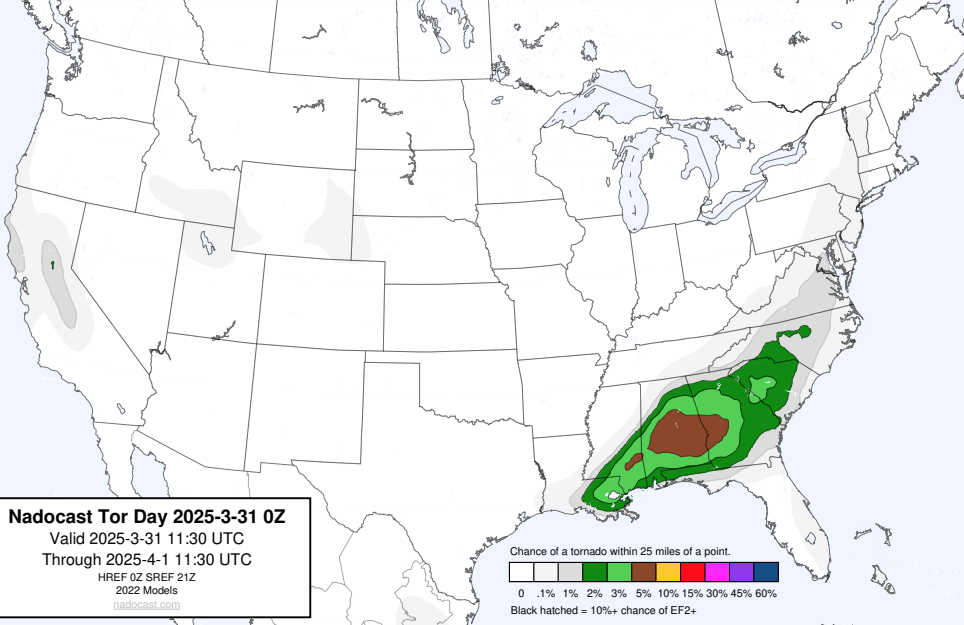 Nadocast Tor Day 2025-3-31 0Z
Valid 2025-3-31 11:30 UTC
Through 2025-4-1 11:30 UTC
HREF 0Z SREF 21Z
2022 Models
nadocast.com
Chance of a tornado within 25 miles of a point.
0 .1% 1% 2% 3% 5% 10% 15% 30% 45% 60%
Black hatched = 10%+ chance of EF2+